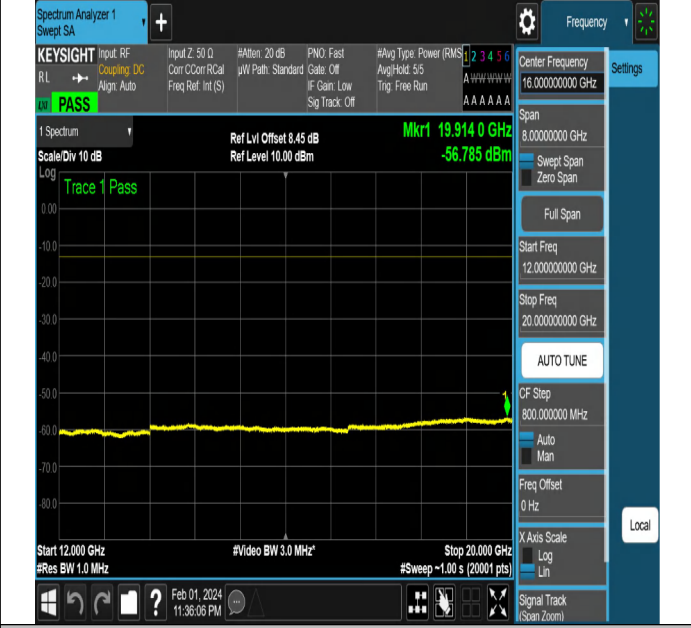 Spectrum Analyzer 1
Swept SA
Frequency
KEYSIGHT
RL
PASS
Input: RF
Coupling: DC
Align: Auto
Input Z: 50 Ω
Corr CCorr RCal
Freq Ref: Int (S)
#Atten: 20 dB
µW Path: Standard
PNO: Fast
Gate: Off
IF Gain: Low
Sig Track: Off
#Avg Type: Power (RMS
Avg|Hold: 5/5
Trig: Free Run
1 2 3 4 5 6
A W W W W W
A A A A A A
1 Spectrum
Scale/Div 10 dB
Log
Ref Lvl Offset 8.45 dB
Ref Level 10.00 dBm
Mkr1 19.914 0 GHz
-56.785 dBm
Trace 1 Pass
0.00
-10.0
-20.0
-30.0
-40.0
-50.0
-60.0
-70.0
-80.0
1
Start 12.000 GHz
#Res BW 1.0 MHz
#Video BW 3.0 MHz*
Stop 20.000 GHz
#Sweep ~1.00 s (20001 pts)
Feb 01, 2024
11:36:06 PM
?
Settings
Center Frequency
16.000000000 GHz
Span
8.00000000 GHz
Swept Span
Zero Span
Full Span
Start Freq
12.000000000 GHz
Stop Freq
20.000000000 GHz
AUTO TUNE
CF Step
800.000000 MHz
Auto
Man
Freq Offset
0 Hz
X Axis Scale
Log
Lin
Signal Track
(Span Zoom)
Local